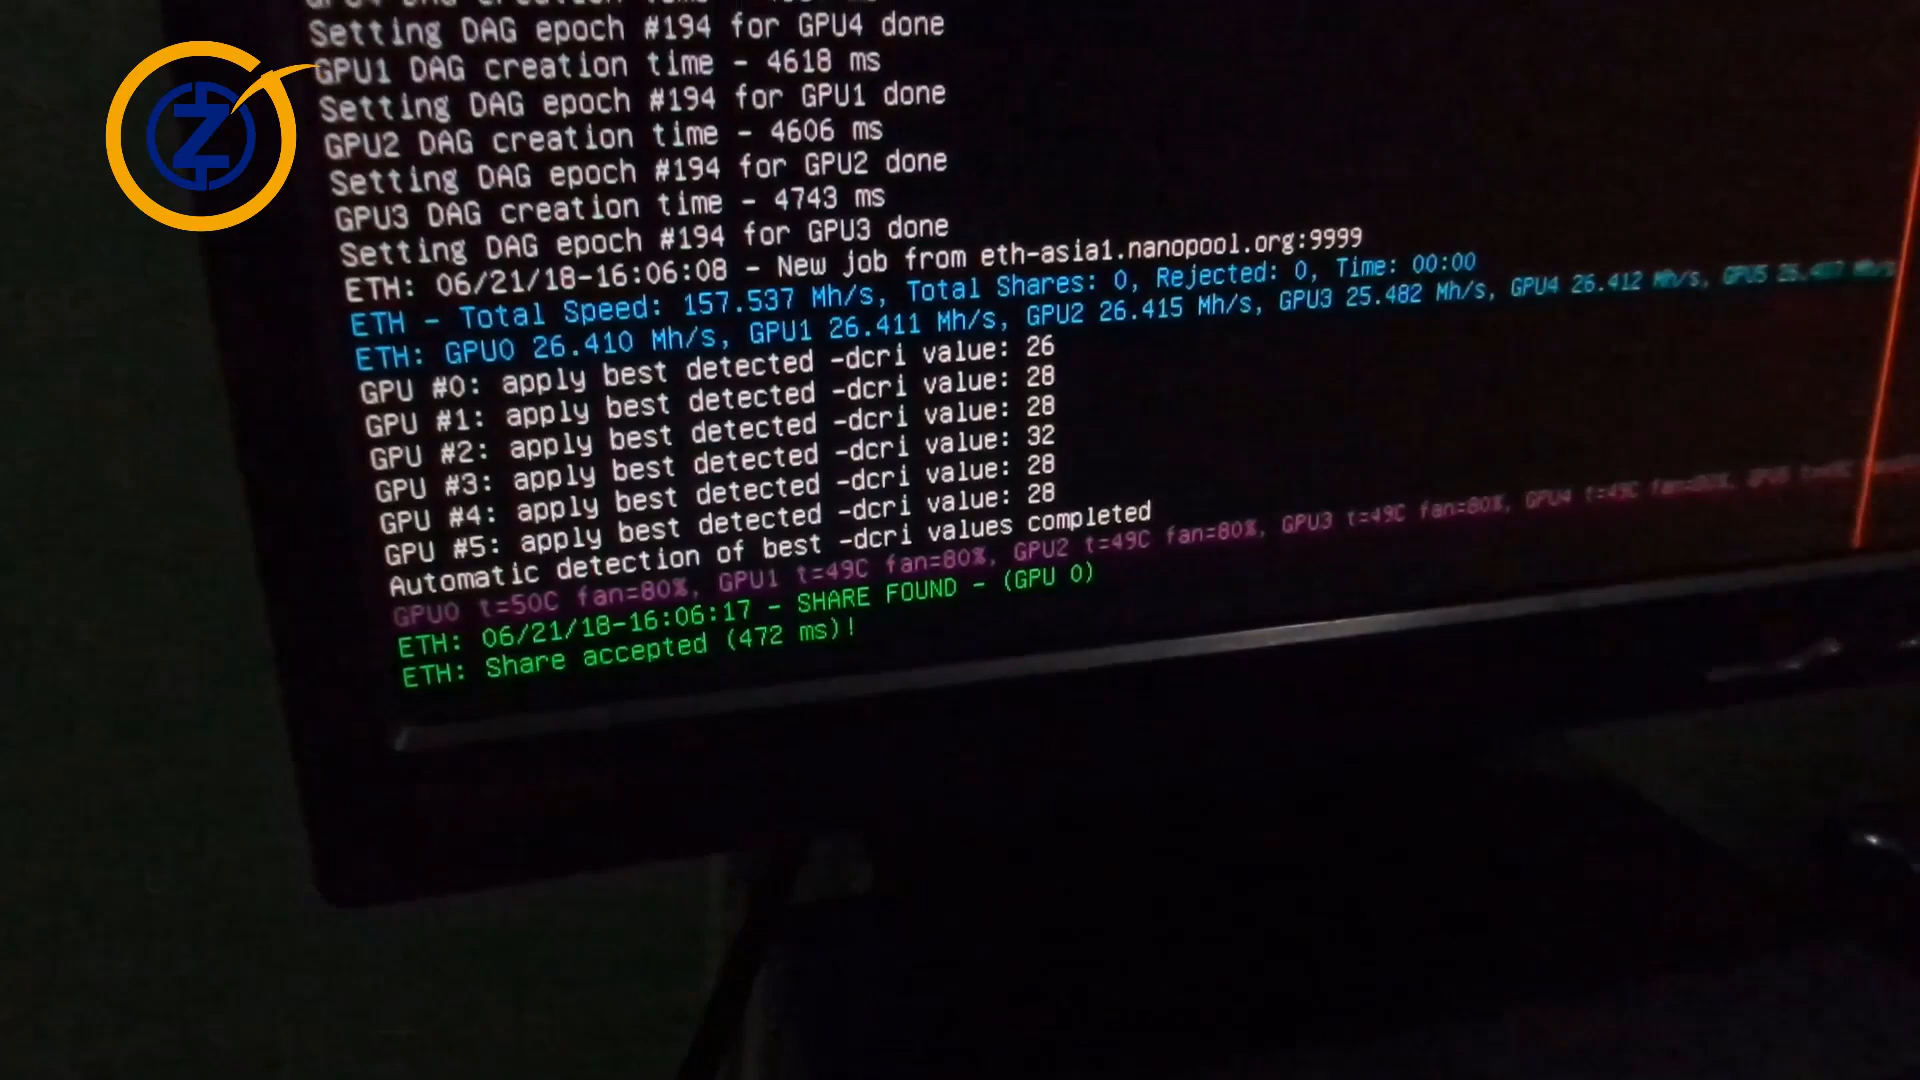 Setting DAG epoch #194 for GPU4 done
GPU1 DAG creation time - 4618 ms
Setting DAG epoch #194 for GPU1 done
GPU2 DAG creation time - 4606 ms
Setting DAG epoch #194 for GPU2 done
GPU3 DAG creation time - 4743 ms
Setting DAG epoch #194 for GPU3 done
ETH: 06/21/18-16:06:08 - New job from eth-asia1.nanopool.org:9999
ETH - Total Speed: 157.537 Mh/s, Total Shares: 0, Rejected: 0, Time: 00:00
ETH: GPU0 26.410 Mh/s, GPU1 26.411 Mh/s, GPU2 26.415 Mh/s, GPU3 25.482 Mh/s, GPU4 26.412 Mh/s, GPU5
GPU #0: apply best detected -dcri value: 26
GPU #1: apply best detected -dcri value: 28
GPU #2: apply best detected -dcri value: 28
GPU #3: apply best detected -dcri value: 32
GPU #4: apply best detected -dcri value: 28
GPU #5: apply best detected -dcri value: 28
Automatic detection of best -dcri values completed
GPU0 t=50C fan=80%, GPU1 t=49C fan=80%, GPU2 t=49C fan=80%, GPU3 t=49C fan=80%, GPU4 t=49C fan=80%,
ETH: 06/21/18-16:06:17 - SHARE FOUND - (GPU 0)
ETH: Share accepted (472 ms)!